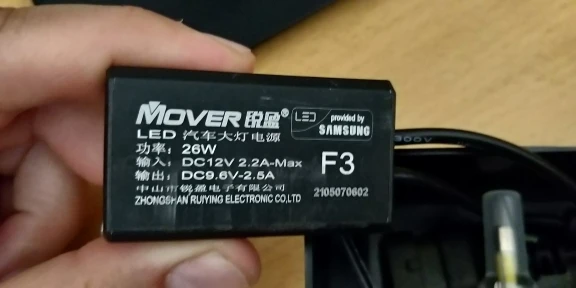 MOVER 锐盈®
LED provided by SAMSUNG
LED 汽车大灯电源
功率: 26W
输入: DC12V 2.2A-Max
输出: DC9.6V-2.5A
F3
中山市锐盈电子有限公司
ZHONGSHAN RUIYING ELECTRONIC CO,LTD
2105070602
300V